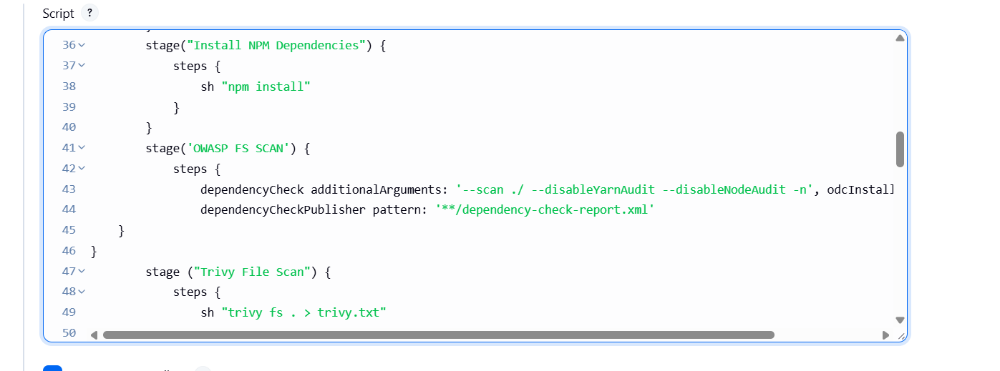 Script ?
36 stage("Install NPM Dependencies") {
37 steps {
38 sh "npm install"
39 }
40 }
41 stage('OWASP FS SCAN') {
42 steps {
43 dependencyCheck additionalArguments: '--scan ./ --disableYarnAudit --disableNodeAudit -n', odcInstall
44 dependencyCheckPublisher pattern: '**/dependency-check-report.xml'
45 }
46 }
47 stage ("Trivy File Scan") {
48 steps {
49 sh "trivy fs . > trivy.txt"
50